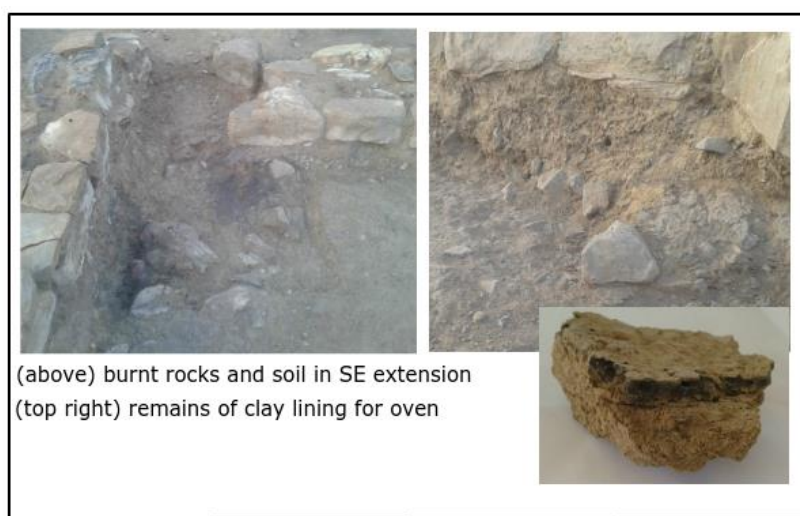 (above) burnt rocks and soil in SE extension
(top right) remains of clay lining for oven